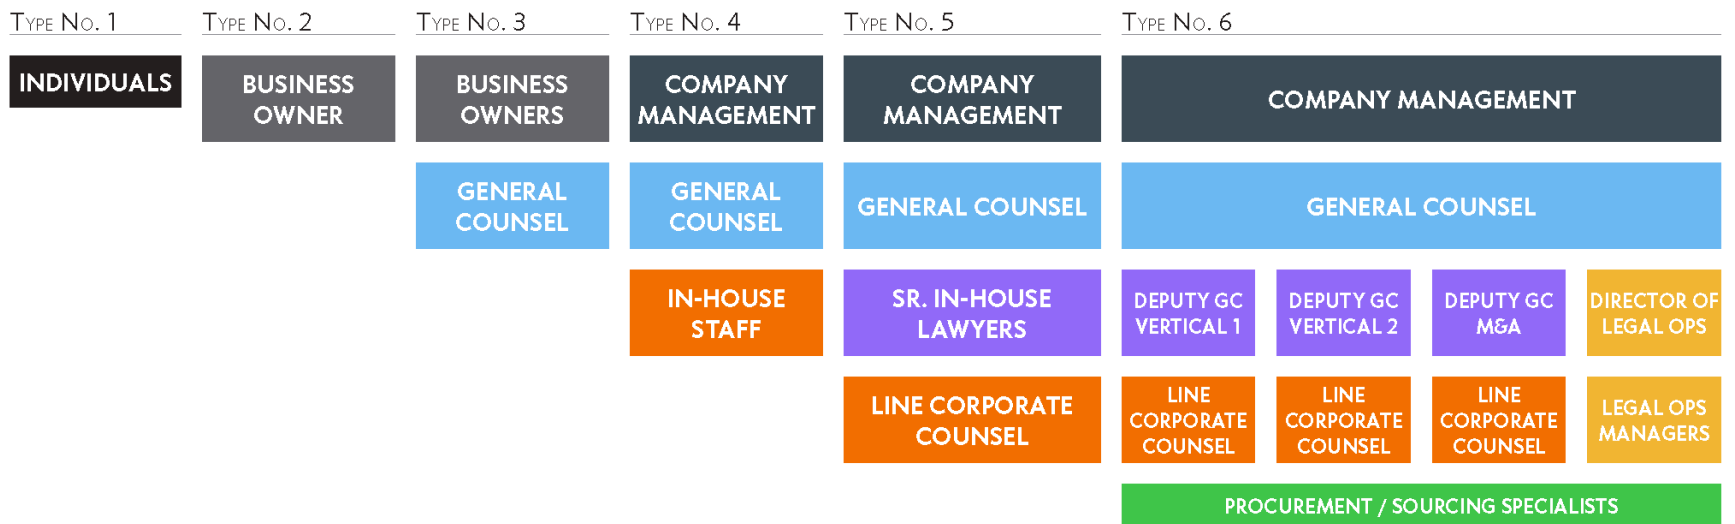 TYPE NO. 1
TYPE NO. 2
TYPE NO. 3
TYPE NO. 4
TYPE NO. 5
TYPE NO. 6
INDIVIDUALS
BUSINESS
OWNER
BUSINESS
OWNERS
COMPANY
MANAGEMENT
COMPANY
MANAGEMENT
COMPANY MANAGEMENT
GENERAL
COUNSEL
GENERAL
COUNSEL
GENERAL COUNSEL
GENERAL COUNSEL
IN-HOUSE
STAFF
SR. IN-HOUSE
LAWYERS
DEPUTY GC
VERTICAL 1
DEPUTY GC
VERTICAL 2
DEPUTY GC
M&A
DIRECTOR OF
LEGAL OPS
LINE CORPORATE
COUNSEL
LINE
CORPORATE
COUNSEL
LINE
CORPORATE
COUNSEL
LINE
CORPORATE
COUNSEL
LEGAL OPS
MANAGERS
PROCUREMENT / SOURCING SPECIALISTS